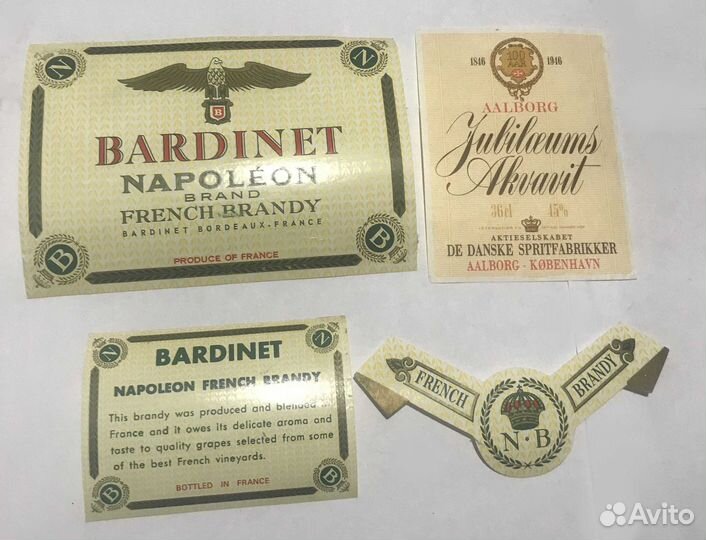 N
N
B
BARDINET
NAPOLÉON
BRAND
FRENCH BRANDY
BARDINET BORDEAUX-FRANCE
B
B
PRODUCE OF FRANCE
100
AAR
1846 1946
AALBORG
Jubilæums
Akvavit
36cl 45%
AKTIESELSKABET
DE DANSKE SPRITFABRIKKER
AALBORG - KØBENHAVN
N
N
BARDINET
NAPOLEON FRENCH BRANDY
This brandy was produced and blended in
France and it owes its delicate aroma and
taste to quality grapes selected from some
of the best French vineyards.
B
B
BOTTLED IN FRANCE
FRENCH
BRANDY
N·B
Avito